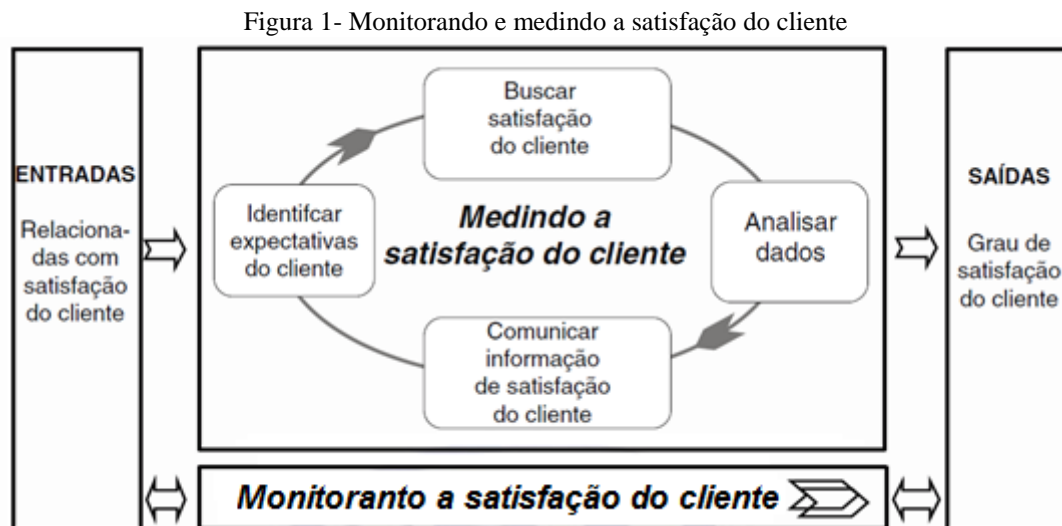 Figura 1- Monitorando e medindo a satisfação do cliente
ENTRADAS
Relaciona-
das com
satisfação
do cliente
Buscar
satisfação
do cliente
Identifcar
expectativas
do cliente
Medindo a
satisfação do cliente
Analisar
dados
Comunicar
informação
de satisfação
do cliente
SAÍDAS
Grau de
satisfação
do cliente
Monitoranto a satisfação do cliente